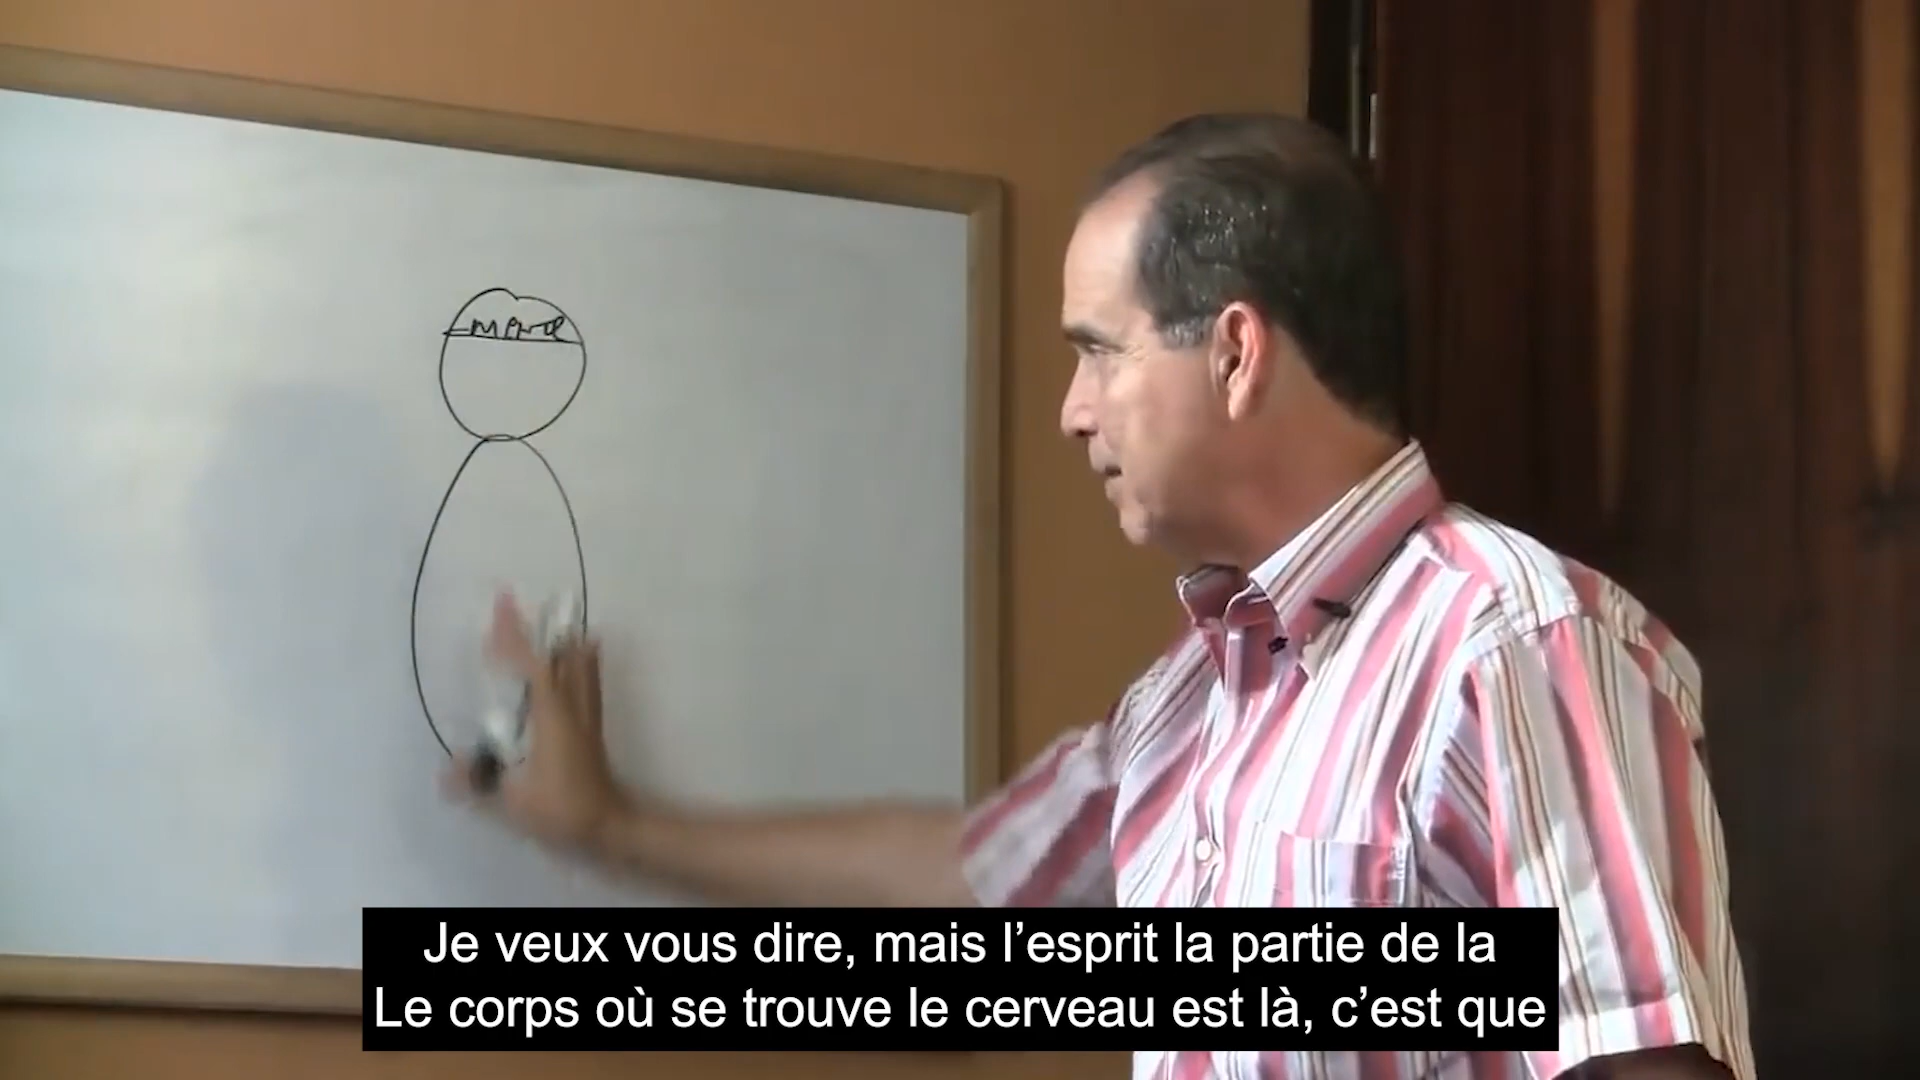 mente
Je veux vous dire, mais l’esprit la partie de la
Le corps où se trouve le cerveau est là, c’est que